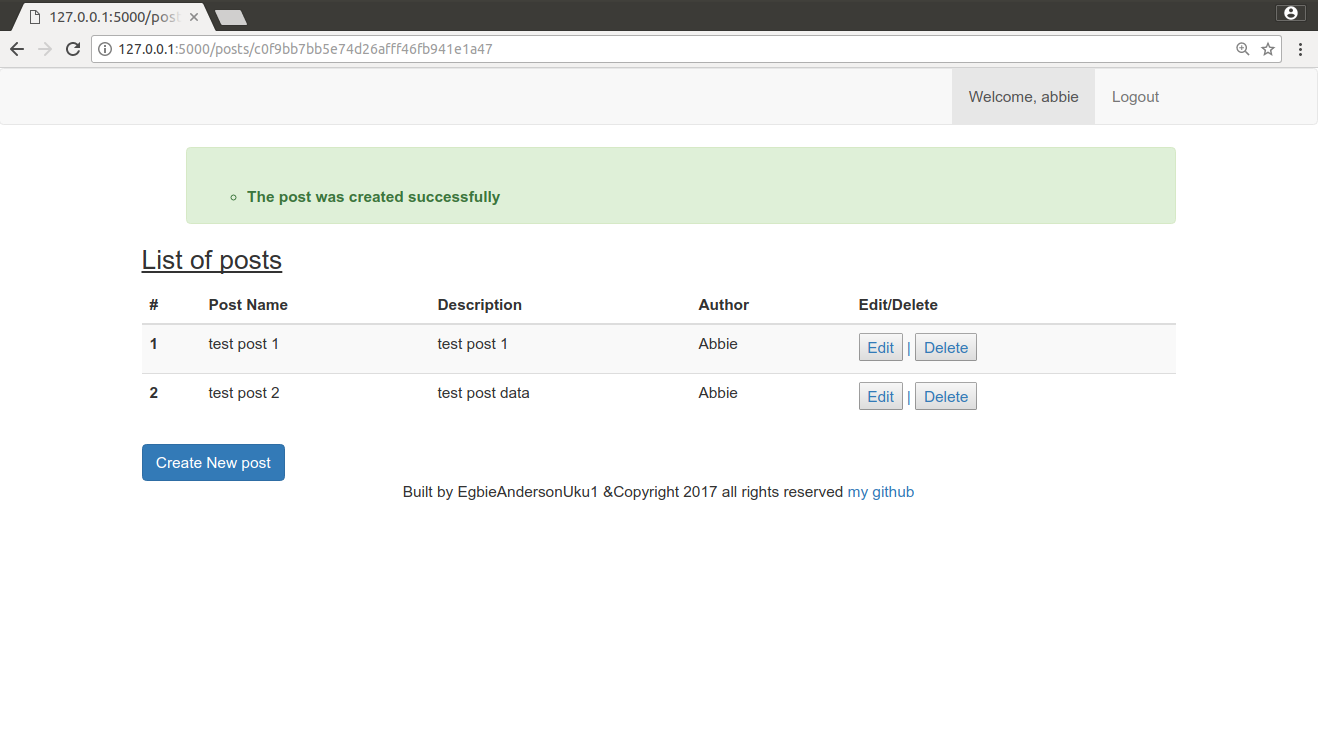 127.0.0.1:5000/pos
127.0.0.1:5000/posts/c0f9bb7bb5e74d26afff46fb941e1a47
Welcome, abbie Logout
The post was created successfully
List of posts
# Post Name Description Author Edit/Delete
1 test post 1 test post 1 Abbie Edit | Delete
2 test post 2 test post data Abbie Edit | Delete
Create New post
Built by EgbieAndersonUku1 &Copyright 2017 all rights reserved my github